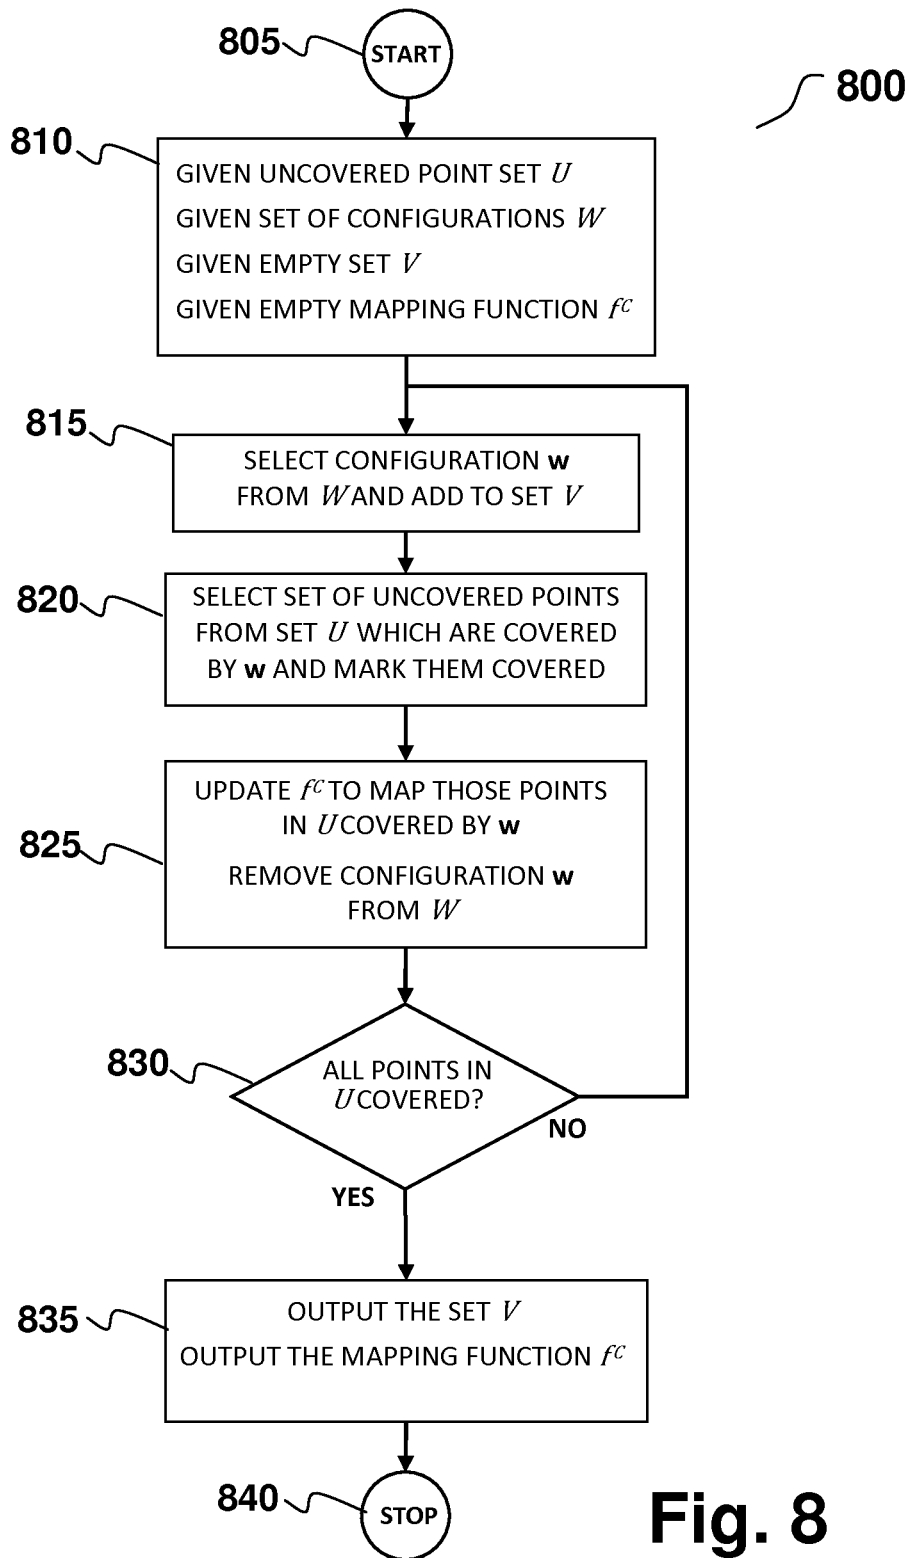 805
START
800
810
GIVEN UNCOVERED POINT SET U
GIVEN SET OF CONFIGURATIONS W
GIVEN EMPTY SET V
GIVEN EMPTY MAPPING FUNCTION fᶜ
815
SELECT CONFIGURATION w
FROM W AND ADD TO SET V
820
SELECT SET OF UNCOVERED POINTS
FROM SET U WHICH ARE COVERED
BY w AND MARK THEM COVERED
825
UPDATE fᶜ TO MAP THOSE POINTS
IN U COVERED BY w
REMOVE CONFIGURATION w
FROM W
830
ALL POINTS IN
U COVERED?
NO
YES
835
OUTPUT THE SET V
OUTPUT THE MAPPING FUNCTION fᶜ
840
STOP
Fig. 8